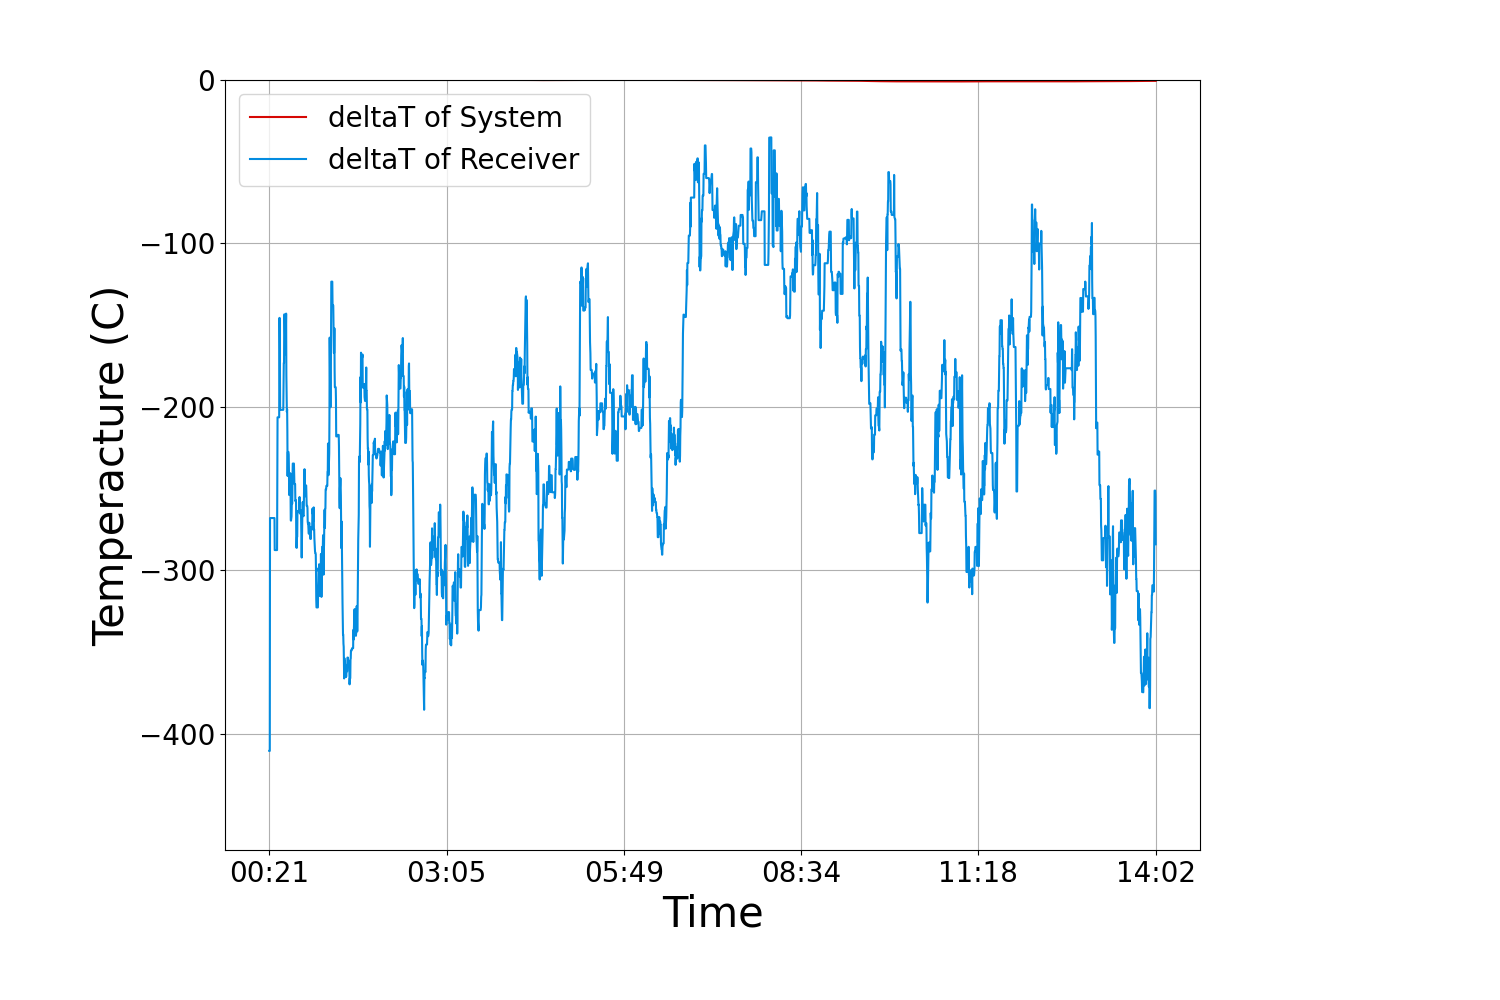 0
−100
−200
−300
−400
deltaT of System
deltaT of Receiver
Temperacture (C)
00:21 03:05 05:49 08:34 11:18 14:02
Time